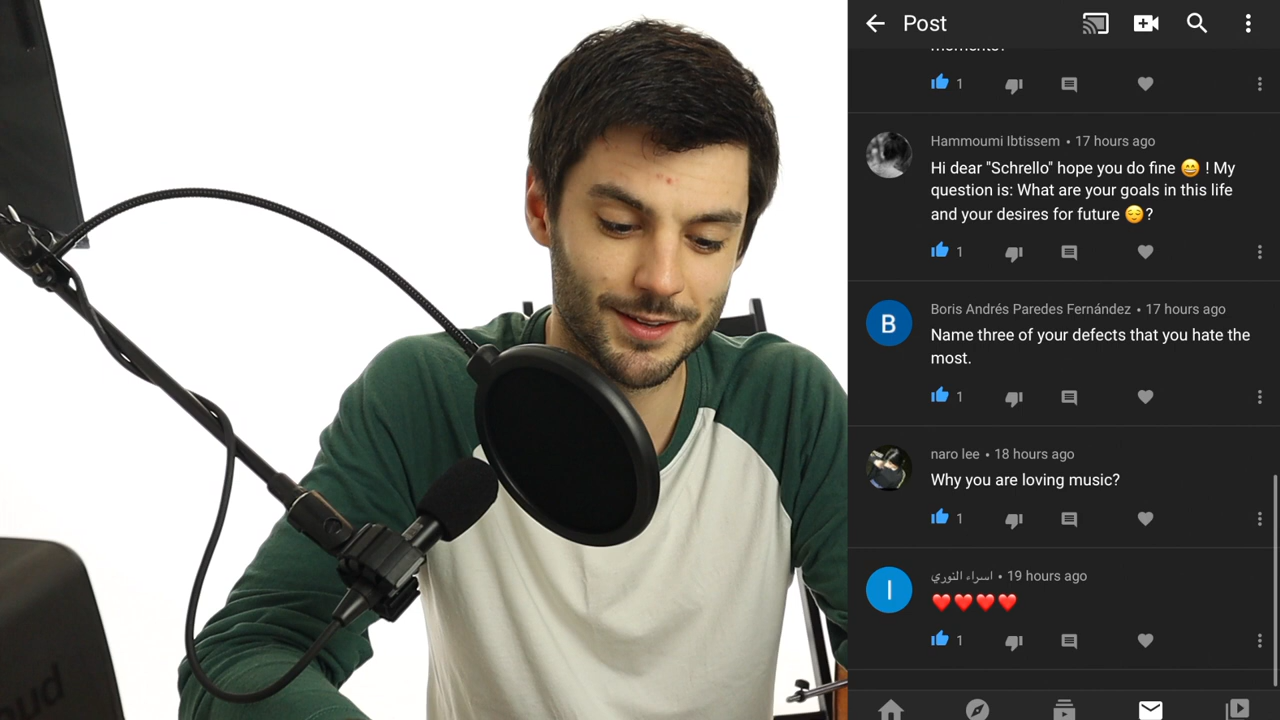 Post
moments?
1
Hammoumi Ibtissem • 17 hours ago
Hi dear "Schrello" hope you do fine 😄 ! My
question is: What are your goals in this life
and your desires for future 😌?
1
B
Boris Andrés Paredes Fernández • 17 hours ago
Name three of your defects that you hate the
most.
1
naro lee • 18 hours ago
Why you are loving music?
1
I
اسراء النوري • 19 hours ago
❤️❤️❤️❤️
1